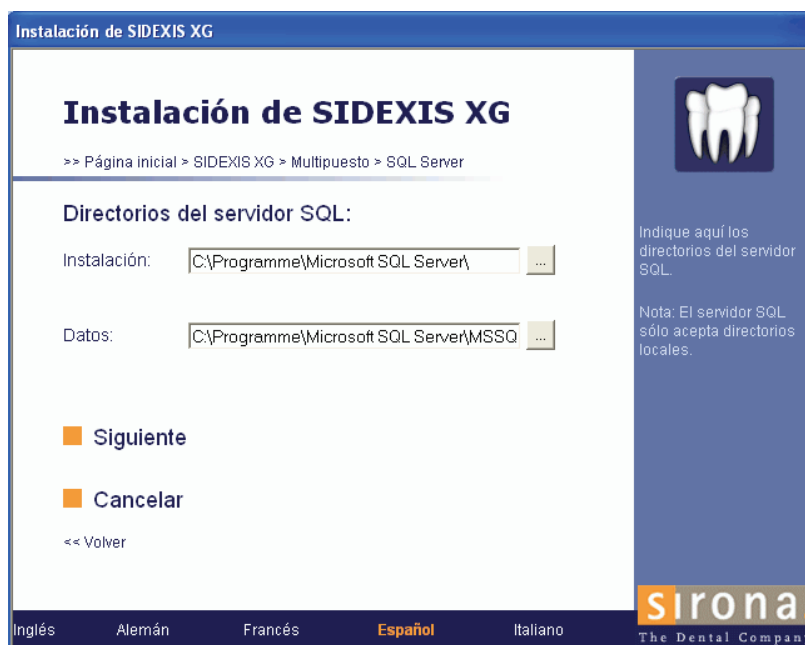 Instalación de SIDEXIS XG
Instalación de SIDEXIS XG
>> Página inicial > SIDEXIS XG > Multipuesto > SQL Server
Directorios del servidor SQL:
Instalación:
C:\Programme\Microsoft SQL Server\
...
Datos:
C:\Programme\Microsoft SQL Server\MSSQ
...
Siguiente
Cancelar
<< Volver
Indique aquí los
directorios del servidor
SQL.
Nota: El servidor SQL
sólo acepta directorios
locales.
sirona
The Dental Company
Inglés Alemán Francés Español Italiano